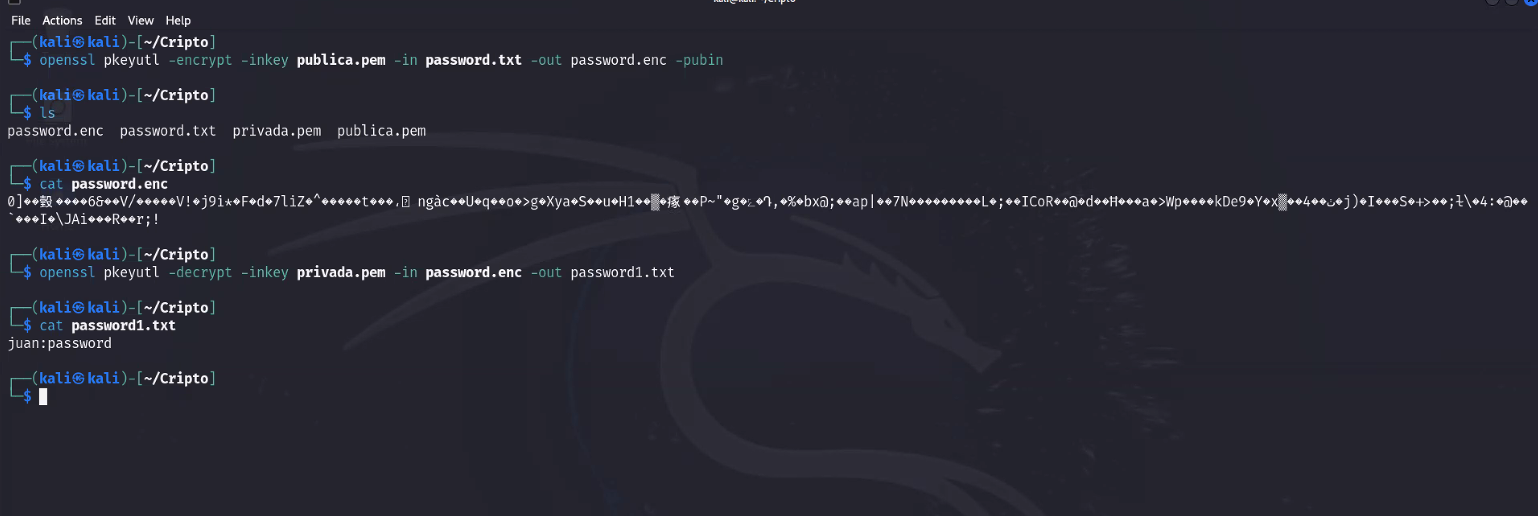 File Actions Edit View Help
┌──(kali㉿kali)-[~/Cripto]
└─$ openssl pkeyutl -encrypt -inkey publica.pem -in password.txt -out password.enc -pubin
┌──(kali㉿kali)-[~/Cripto]
└─$ ls
password.enc password.txt privada.pem publica.pem
┌──(kali㉿kali)-[~/Cripto]
└─$ cat password.enc
┌──(kali㉿kali)-[~/Cripto]
└─$ openssl pkeyutl -decrypt -inkey privada.pem -in password.enc -out password1.txt
┌──(kali㉿kali)-[~/Cripto]
└─$ cat password1.txt
juan:password
┌──(kali㉿kali)-[~/Cripto]
└─$